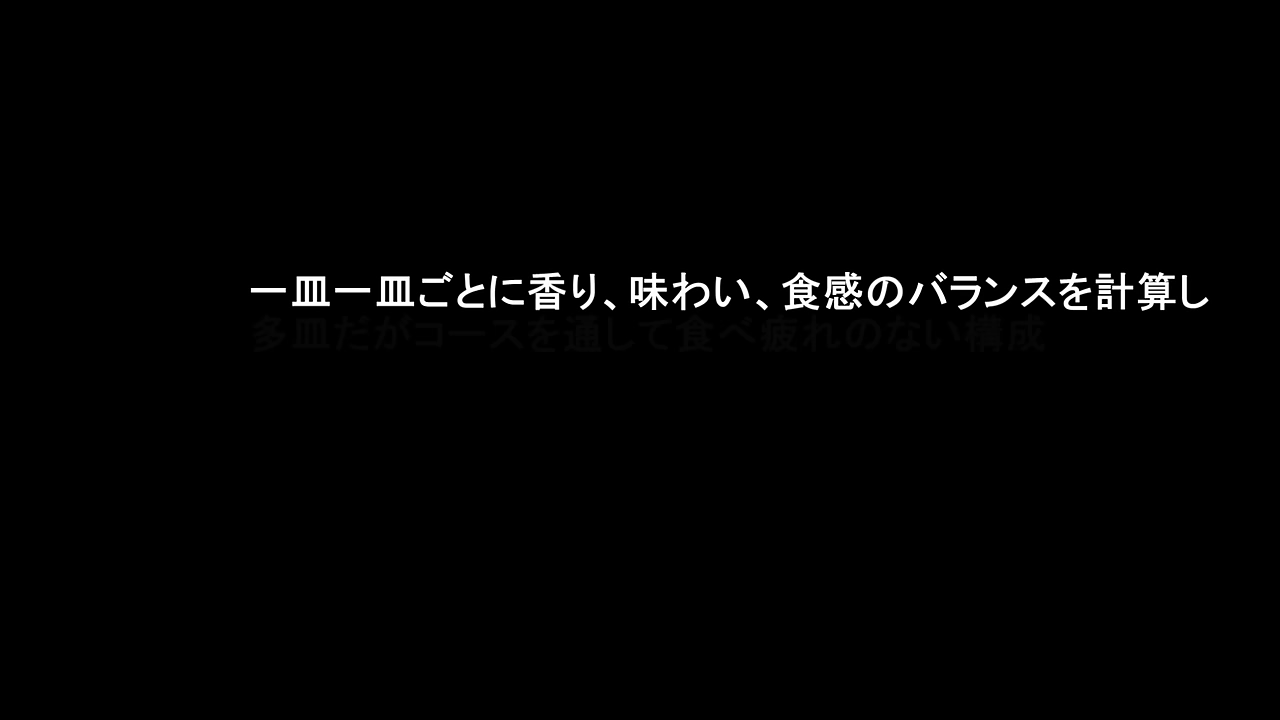 一皿一皿ごとに香り、味わい、食感のバランスを計算し
多皿だがコースを通して食べ疲れのない構成